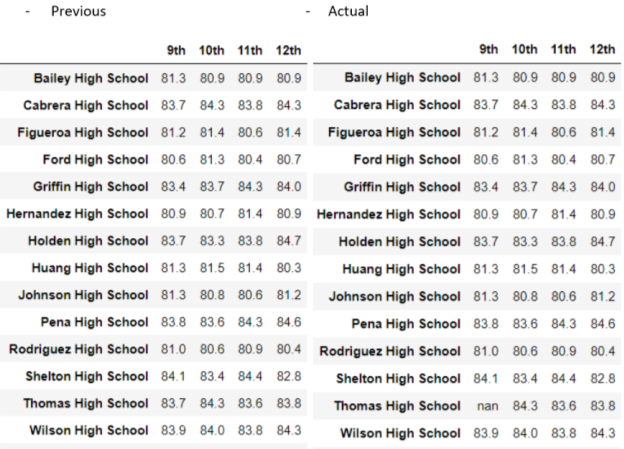 - Previous
9th 10th 11th 12th
Bailey High School 81.3 80.9 80.9 80.9
Cabrera High School 83.7 84.3 83.8 84.3
Figueroa High School 81.2 81.4 80.6 81.4
Ford High School 80.6 81.3 80.4 80.7
Griffin High School 83.4 83.7 84.3 84.0
Hernandez High School 80.9 80.7 81.4 80.9
Holden High School 83.7 83.3 83.8 84.7
Huang High School 81.3 81.5 81.4 80.3
Johnson High School 81.3 80.8 80.6 81.2
Pena High School 83.8 83.6 84.3 84.6
Rodriguez High School 81.0 80.6 80.9 80.4
Shelton High School 84.1 83.4 84.4 82.8
Thomas High School 83.7 84.3 83.6 83.8
Wilson High School 83.9 84.0 83.8 84.3
- Actual
9th 10th 11th 12th
Bailey High School 81.3 80.9 80.9 80.9
Cabrera High School 83.7 84.3 83.8 84.3
Figueroa High School 81.2 81.4 80.6 81.4
Ford High School 80.6 81.3 80.4 80.7
Griffin High School 83.4 83.7 84.3 84.0
Hernandez High School 80.9 80.7 81.4 80.9
Holden High School 83.7 83.3 83.8 84.7
Huang High School 81.3 81.5 81.4 80.3
Johnson High School 81.3 80.8 80.6 81.2
Pena High School 83.8 83.6 84.3 84.6
Rodriguez High School 81.0 80.6 80.9 80.4
Shelton High School 84.1 83.4 84.4 82.8
Thomas High School nan 84.3 83.6 83.8
Wilson High School 83.9 84.0 83.8 84.3